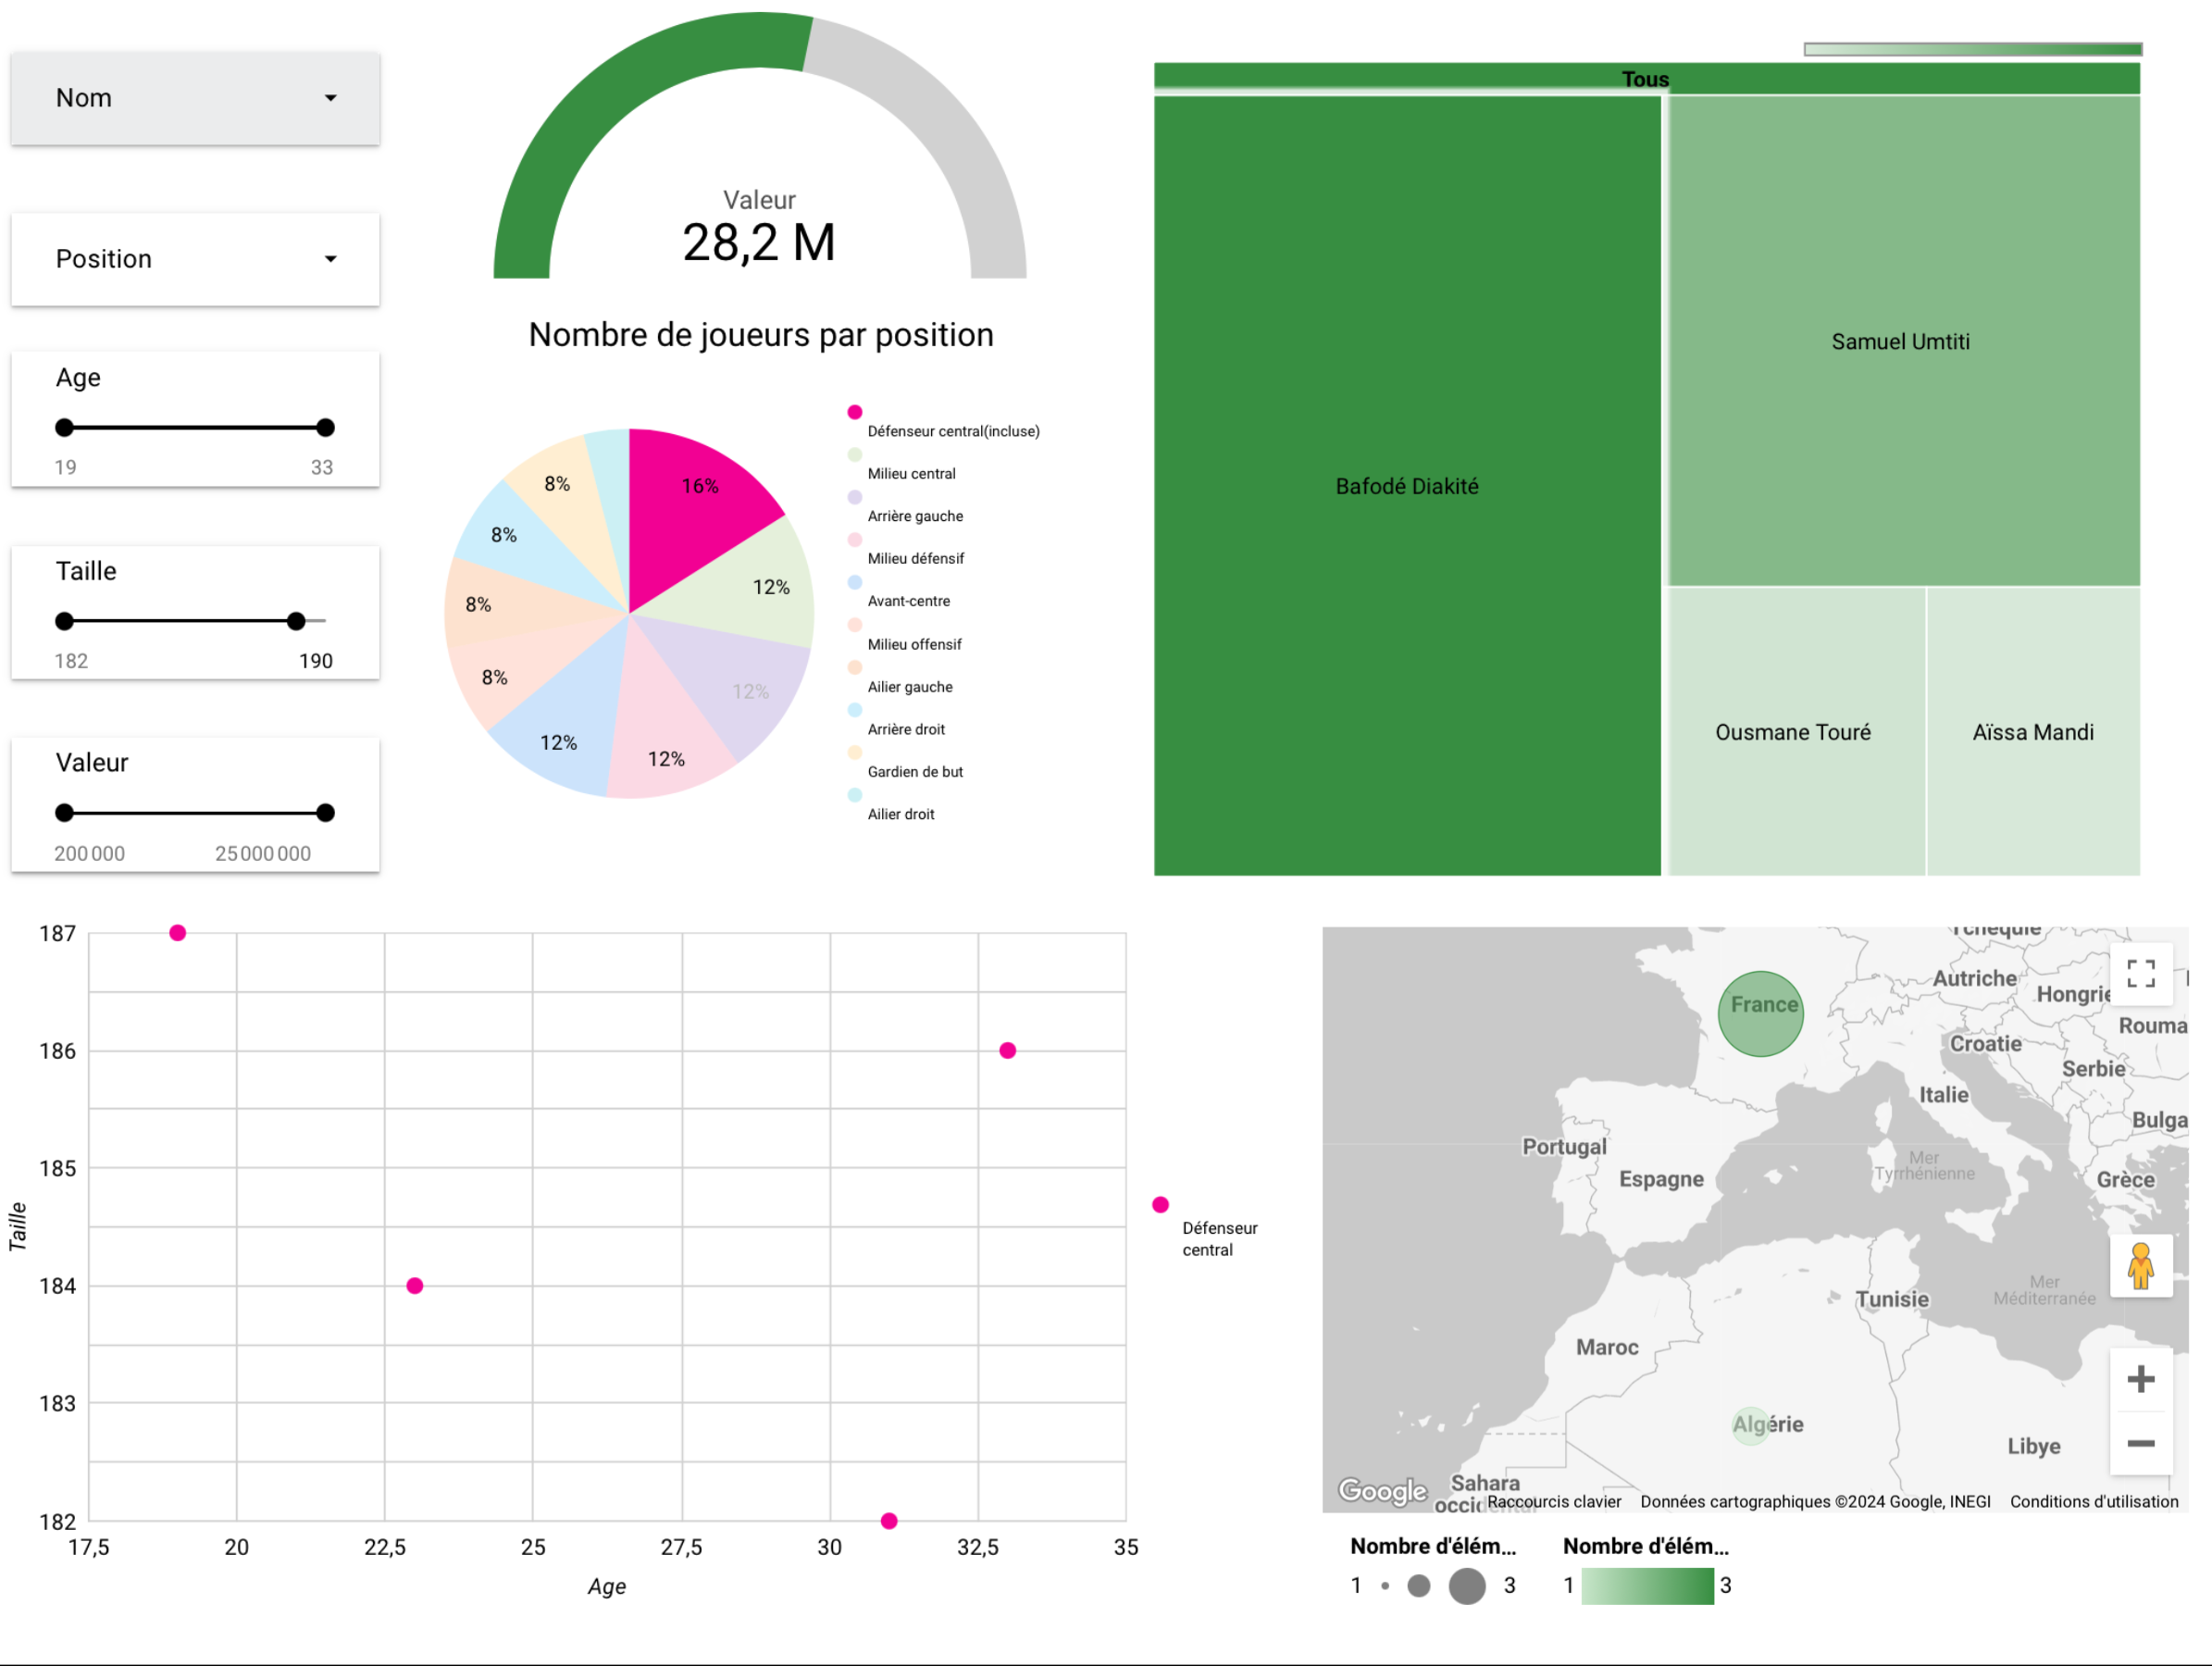 Nom
Position
Age
19
33
Taille
182
190
Valeur
200 000
25 000 000
Valeur
28,2 M
Nombre de joueurs par position
16%
12%
12%
12%
12%
8%
8%
8%
8%
Défenseur central(incluse)
Milieu central
Arrière gauche
Milieu défensif
Avant-centre
Milieu offensif
Ailier gauche
Arrière droit
Gardien de but
Ailier droit
Tous
Bafodé Diakité
Samuel Umtiti
Ousmane Touré
Aïssa Mandi
187
186
185
184
183
182
Taille
17,5
20
22,5
25
27,5
30
32,5
35
Age
Défenseur
central
Tchéquie
Autriche
France
Hongrie
Rouma
Croatie
Serbie
Italie
Bulga
Portugal
Espagne
Mer
Tyrrhénienne
Grèce
Mer
Méditerranée
Tunisie
Maroc
Algérie
Libye
Sahara
occidental
Google
Raccourcis clavier
Données cartographiques ©2024 Google, INEGI
Conditions d'utilisation
Nombre d'élém...
1
3
Nombre d'élém...
1
3